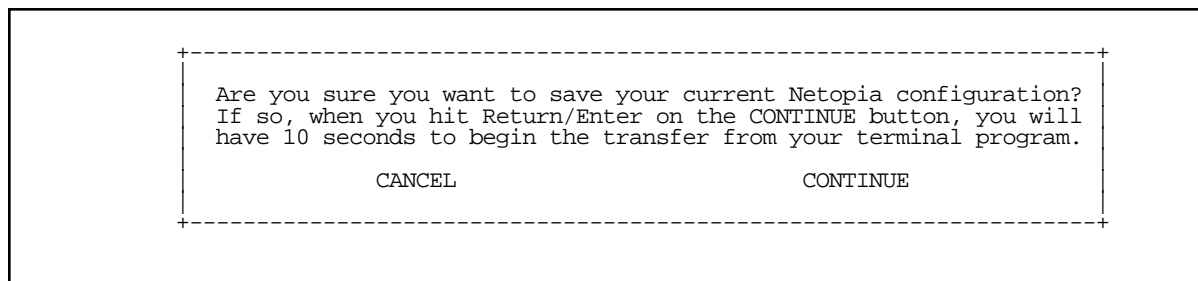 Are you sure you want to save your current Netopia configuration?
If so, when you hit Return/Enter on the CONTINUE button, you will
have 10 seconds to begin the transfer from your terminal program.
CANCEL CONTINUE